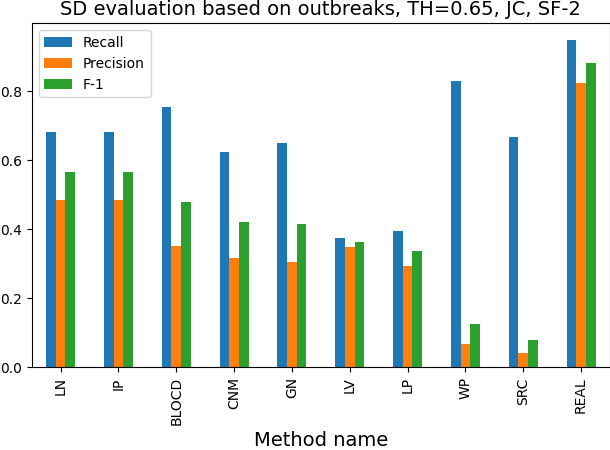 SD evaluation based on outbreaks, TH=0.65, JC, SF-2
Recall
Precision
F-1
0.8
0.6
0.4
0.2
0.0
LN
IP
BLOCD
CNM
GN
LV
LP
WP
SRC
REAL
Method name